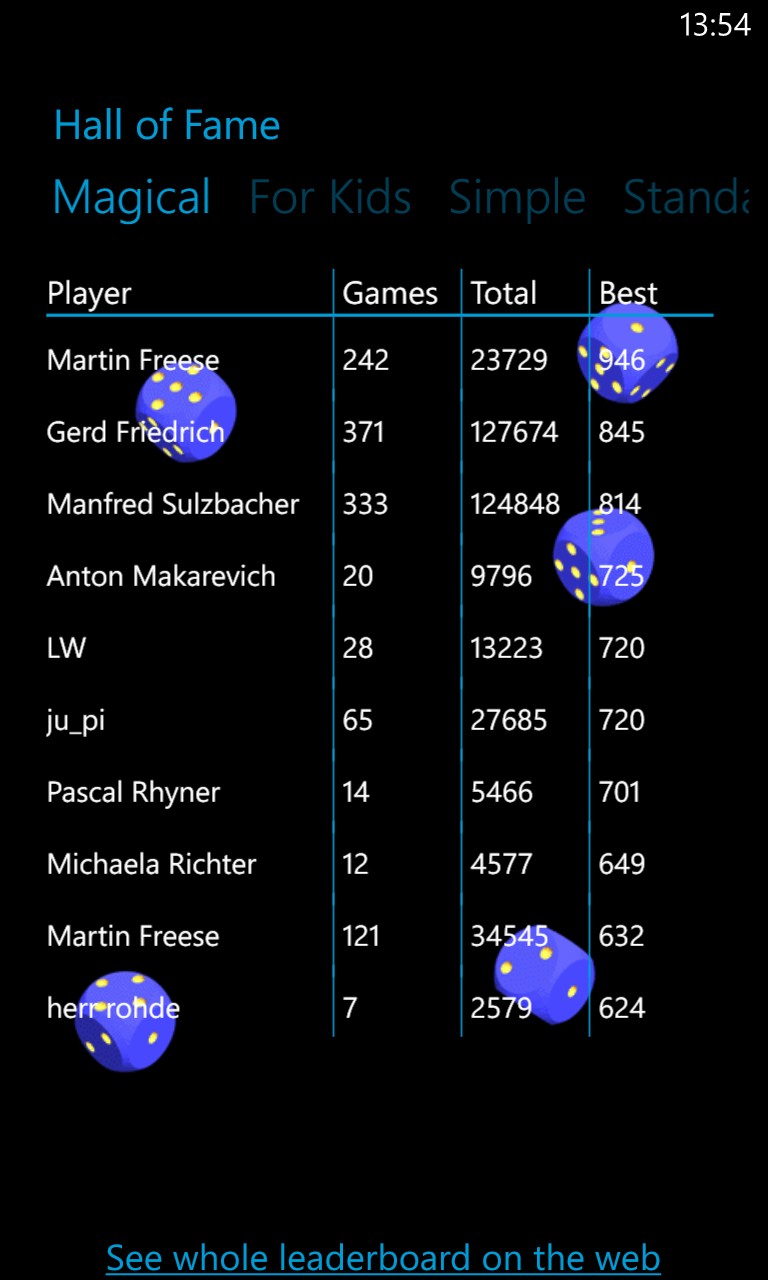 13:54
Hall of Fame
Magical For Kids Simple Standa
Player Games Total Best
Martin Freese 242 23729 946
Gerd Friedrich 371 127674 845
Manfred Sulzbacher 333 124848 814
Anton Makarevich 20 9796 725
LW 28 13223 720
ju_pi 65 27685 720
Pascal Rhyner 14 5466 701
Michaela Richter 12 4577 649
Martin Freese 121 34545 632
herr rohde 7 2579 624
See whole leaderboard on the web